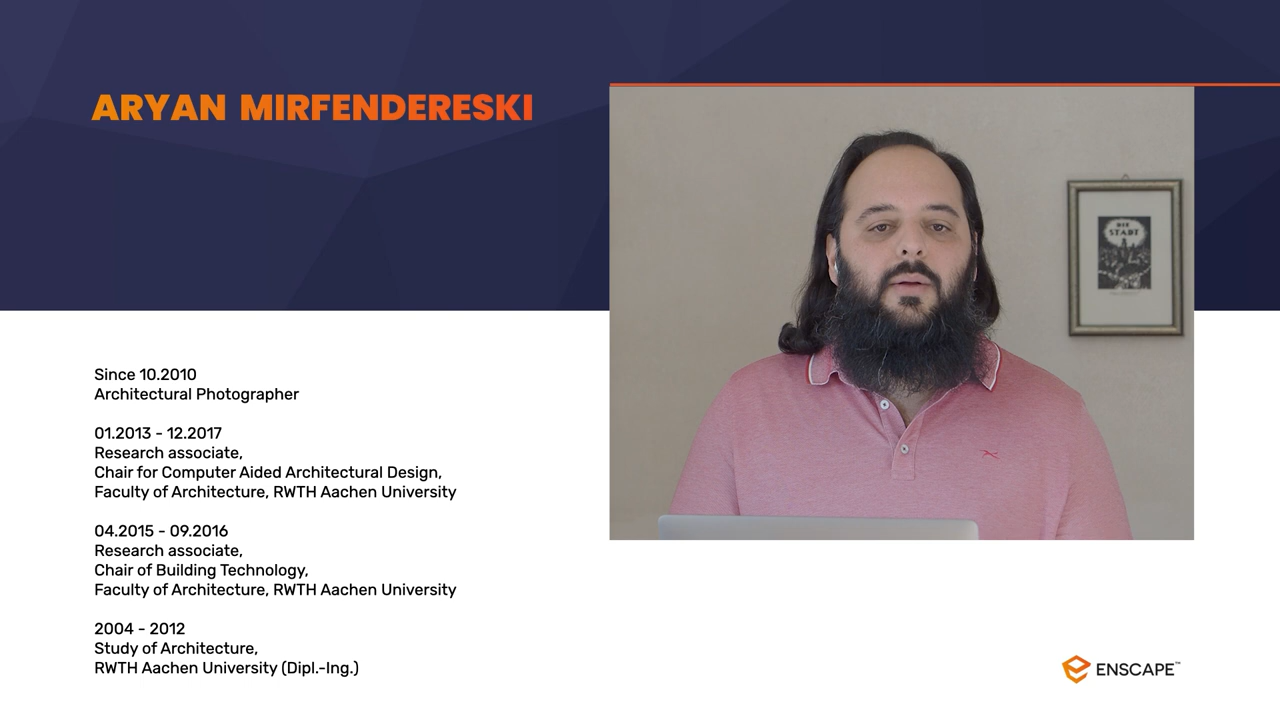 ARYAN MIRFENDERESKI
DIE
STADT
Since 10.2010
Architectural Photographer
01.2013 - 12.2017
Research associate,
Chair for Computer Aided Architectural Design,
Faculty of Architecture, RWTH Aachen University
04.2015 - 09.2016
Research associate,
Chair of Building Technology,
Faculty of Architecture, RWTH Aachen University
2004 - 2012
Study of Architecture,
RWTH Aachen University (Dipl.-Ing.)
ENSCAPE™